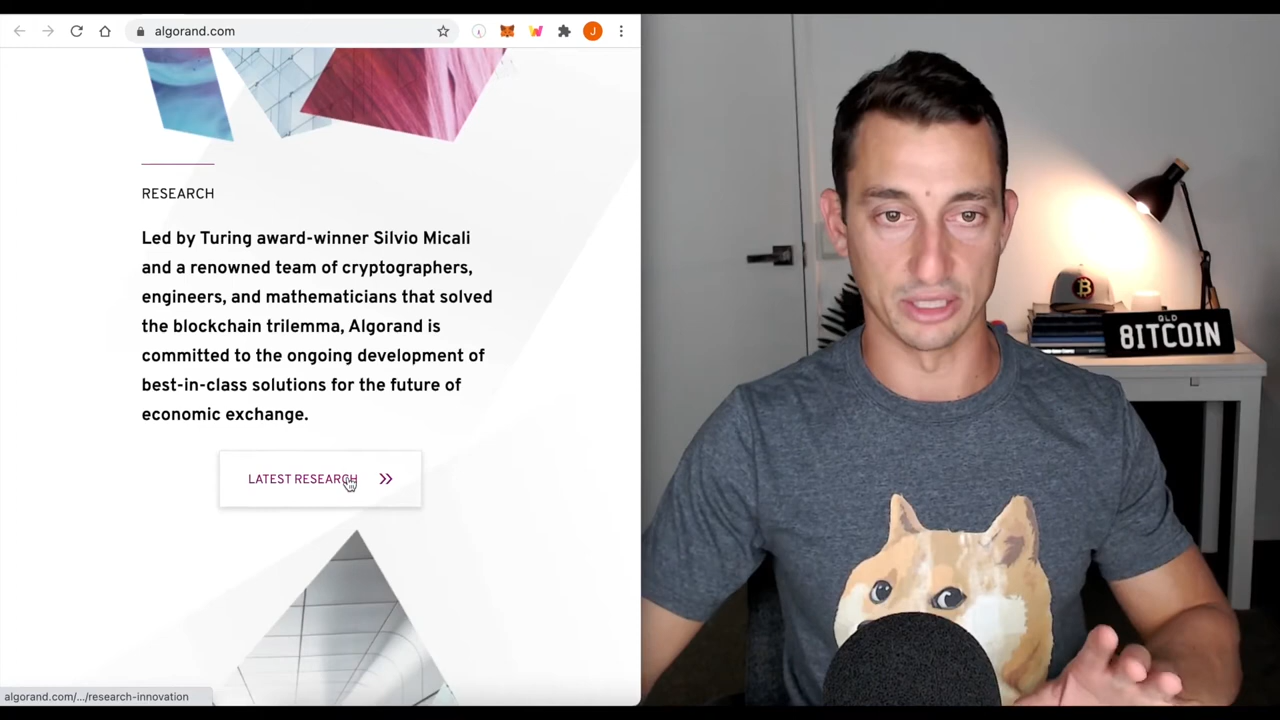 algorand.com
J
RESEARCH
Led by Turing award-winner Silvio Micali
and a renowned team of cryptographers,
engineers, and mathematicians that solved
the blockchain trilemma, Algorand is
committed to the ongoing development of
best-in-class solutions for the future of
economic exchange.
LATEST RESEARCH
algorand.com/.../research-innovation
QLD
8ITCOIN